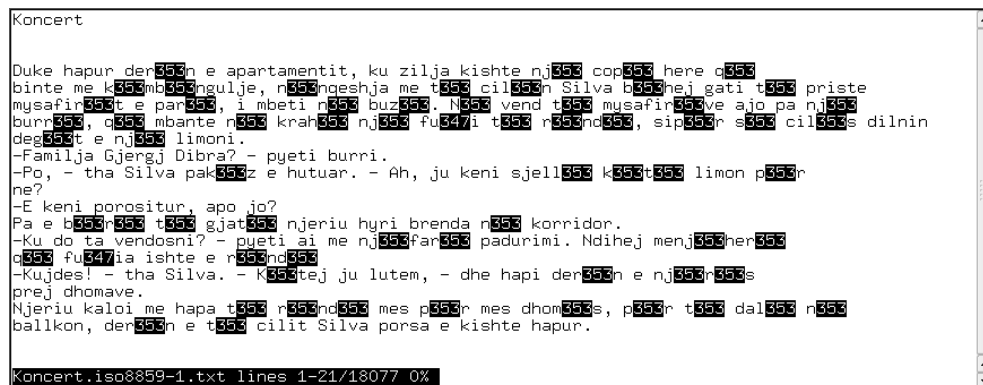 Koncert
Duke hapur der353n e apartamentit, ku zilja kishte nj353 cop353 here q353
binte me k353mb353ngulje, n353nqeshja me t353 cil353n Silva b353hej gati t353 priste
mysafir353t e par353, i mbeti n353 buz353. N353 vend t353 mysafir353ve ajo pa nj353
burr353, q353 mbante n353 krah353 nj353 fu347i t353 r353nd353, sip353r s353 cil353s dilnin
deg353t e nj353 limoni.
-Familja Gjergj Dibra? - pyeti burri.
-Po, - tha Silva pak353z e hutuar. - Ah, ju keni sjell353 k353t353 limon p353r
ne?
-E keni porositur, apo jo?
Pa e b353r353 t353 gjat353 njeriu hyri brenda n353 korridor.
-Ku do ta vendosni? - pyeti ai me nj353far353 padurimi. Ndihej menj353her353
q353 fu347ia ishte e r353nd353
-Kujdes! - tha Silva. - K353tej ju lutem, - dhe hapi der353n e nj353r353s
prej dhomave.
Njeriu kaloi me hapa t353 r353nd353 mes p353r mes dhom353s, p353r t353 dal353 n353
ballkon, der353n e t353 cilit Silva porsa e kishte hapur.
Koncert.iso8859-1.txt lines 1-21/18077 0%